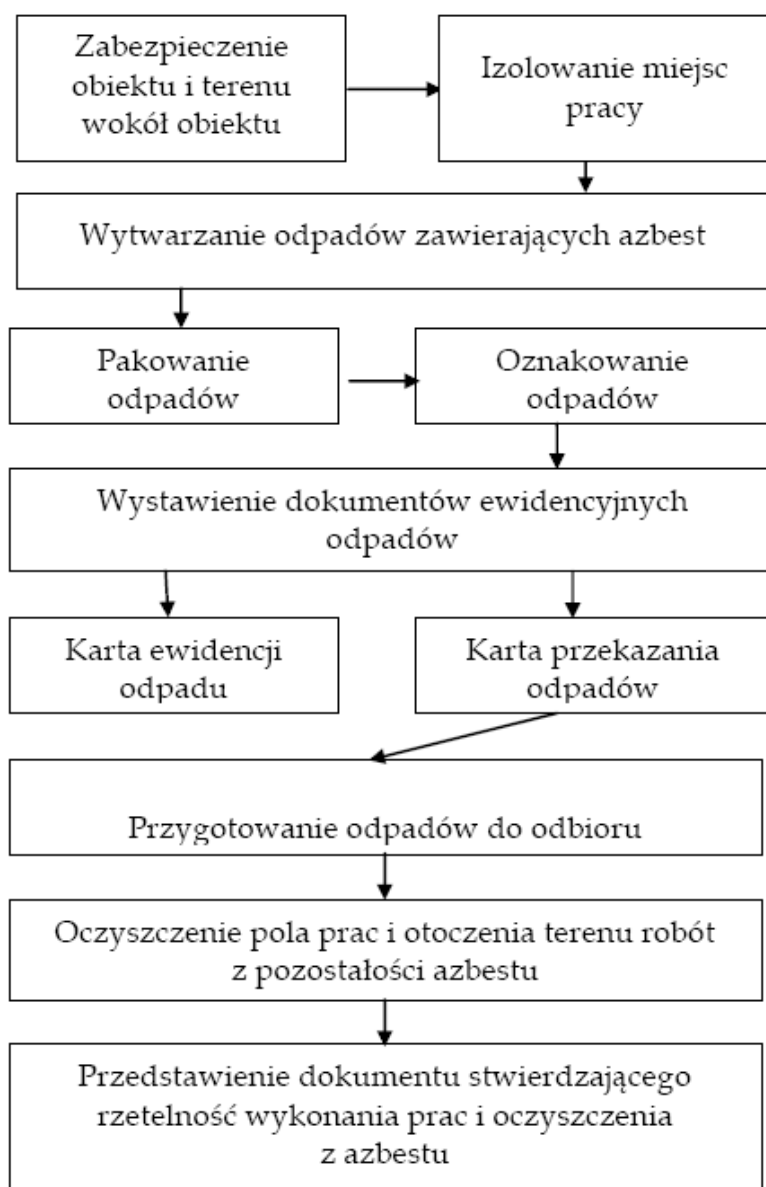 Zabezpieczenie
obiektu i terenu
wokół obiektu
Izolowanie miejsc
pracy
Wytwarzanie odpadów zawierających azbest
Pakowanie
odpadów
Oznakowanie
odpadów
Wystawienie dokumentów ewidencyjnych
odpadów
Karta ewidencji
odpadu
Karta przekazania
odpadów
Przygotowanie odpadów do odbioru
Oczyszczenie pola prac i otoczenia terenu robót
z pozostałości azbestu
Przedstawienie dokumentu stwierdzającego
rzetelność wykonania prac i oczyszczenia
z azbestu